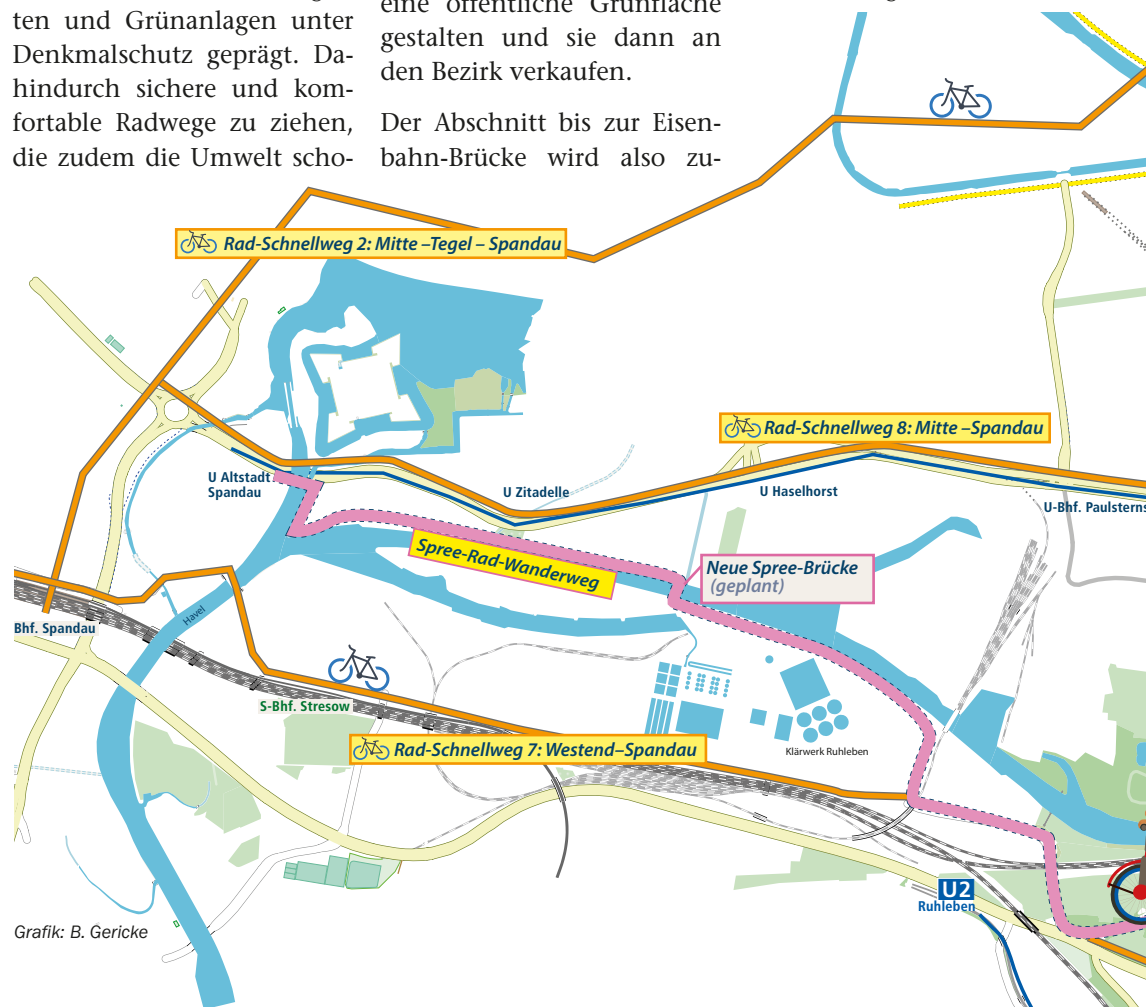 ten und Grünanlagen unter
Denkmalschutz geprägt. Da-
hindurch sichere und kom-
fortable Radwege zu ziehen,
die zudem die Umwelt scho-
eine öffentliche Grünfläche
gestalten und sie dann an
den Bezirk verkaufen.
Der Abschnitt bis zur Eisen-
bahn-Brücke wird also zu-
Rad-Schnellweg 2: Mitte –Tegel – Spandau
Rad-Schnellweg 8: Mitte –Spandau
U Altstadt
Spandau
U Zitadelle
U Haselhorst
U-Bhf. Paulsterns
Spree-Rad-Wanderweg
Neue Spree-Brücke
(geplant)
Havel
Bhf. Spandau
S-Bhf. Stresow
Rad-Schnellweg 7: Westend–Spandau
Klärwerk Ruhleben
U2
Ruhleben
Grafik: B. Gericke